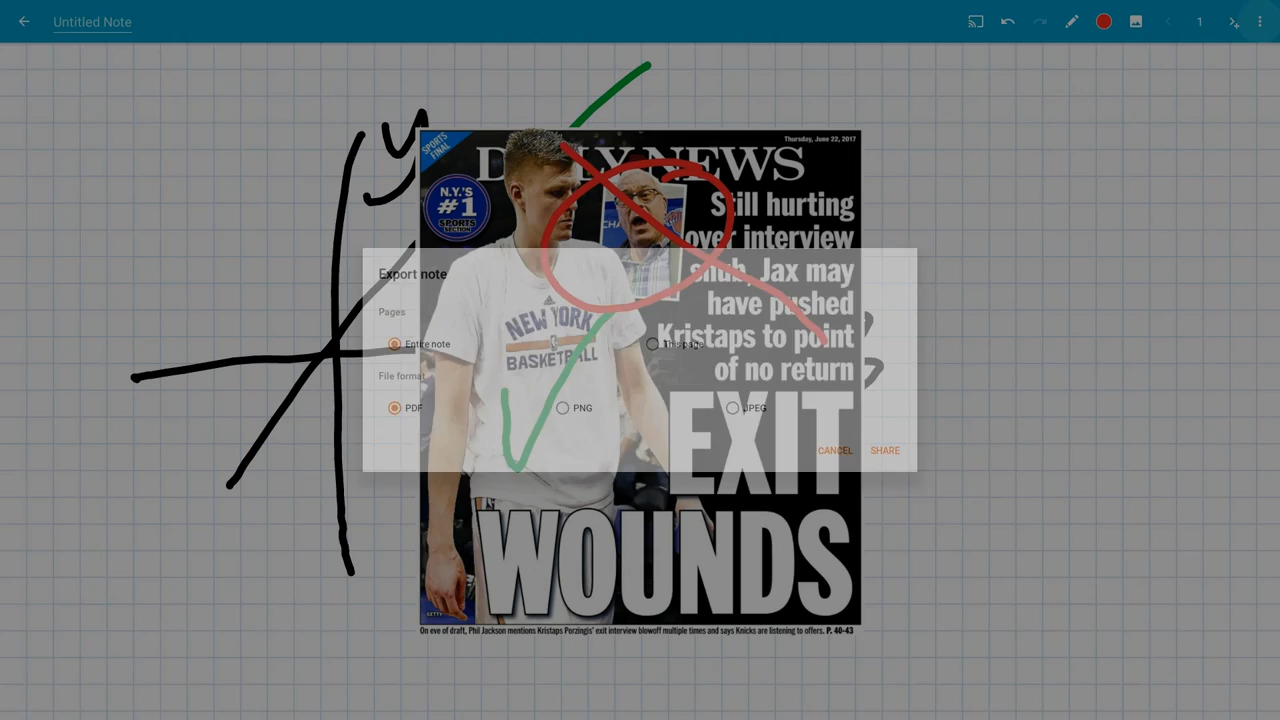 Untitled Note
1
y
SPORTS
FINAL
Thursday, June 22, 2017
DAILY NEWS
N.Y.'S
#1
SPORTS
SECTION
CHA
Still hurting
over interview
snub, Jax may
have pushed
Kristaps to point
of no return
EXIT
WOUNDS
NEW YORK
BASKETBALL
GETTY
On eve of draft, Phil Jackson mentions Kristaps Porzingis' exit interview blowoff multiple times and says Knicks are listening to offers. P. 40-43
Export note
Pages
Entire note
This page
File format
PDF
PNG
JPEG
CANCEL
SHARE